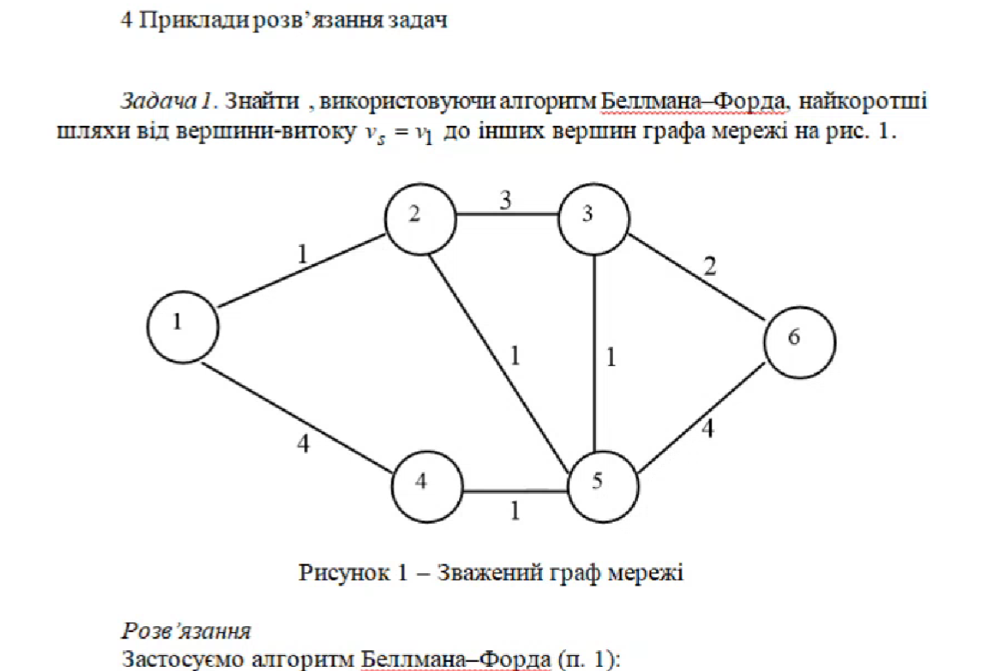 4 Приклади розв’язання задач
Задача 1. Знайти , використовуючи алгоритм Беллмана–Форда, найкоротші
шляхи від вершини-витоку vₛ = v₁ до інших вершин графа мережі на рис. 1.
2
3
3
1
2
1
6
1
1
4
4
4
5
1
Рисунок 1 – Зважений граф мережі
Розв’язання
Застосуємо алгоритм Беллмана–Форда (п. 1):